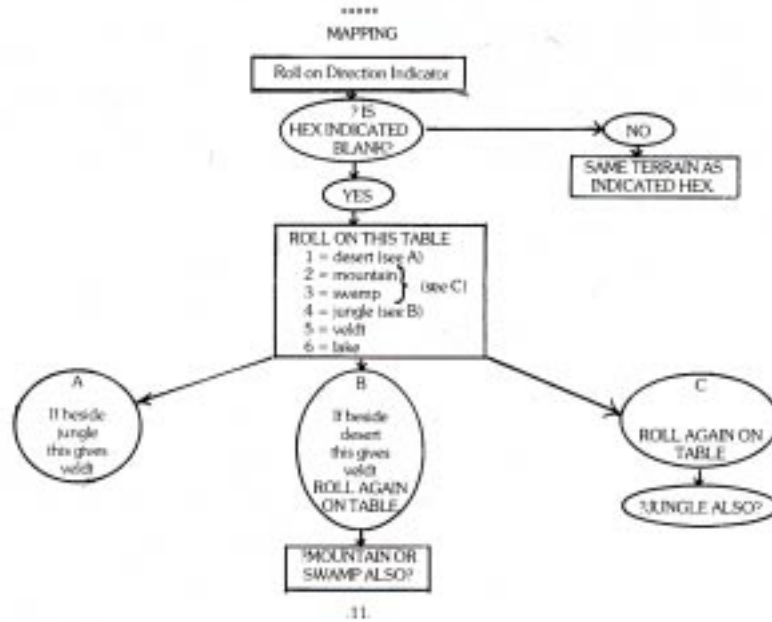 *****
MAPPING
Roll on Direction Indicator
? IS
HEX INDICATED
BLANK?
NO
SAME TERRAIN AS
INDICATED HEX.
YES
ROLL ON THIS TABLE
1 = desert (see A)
2 = mountain
3 = swamp
(see C)
4 = jungle (see B)
5 = veldt
6 = lake
A
If beside
jungle
this gives
veldt
B
If beside
desert
this gives
veldt
ROLL AGAIN
ON TABLE
C
ROLL AGAIN ON
TABLE
?JUNGLE ALSO?
?MOUNTAIN OR
SWAMP ALSO?
.11.